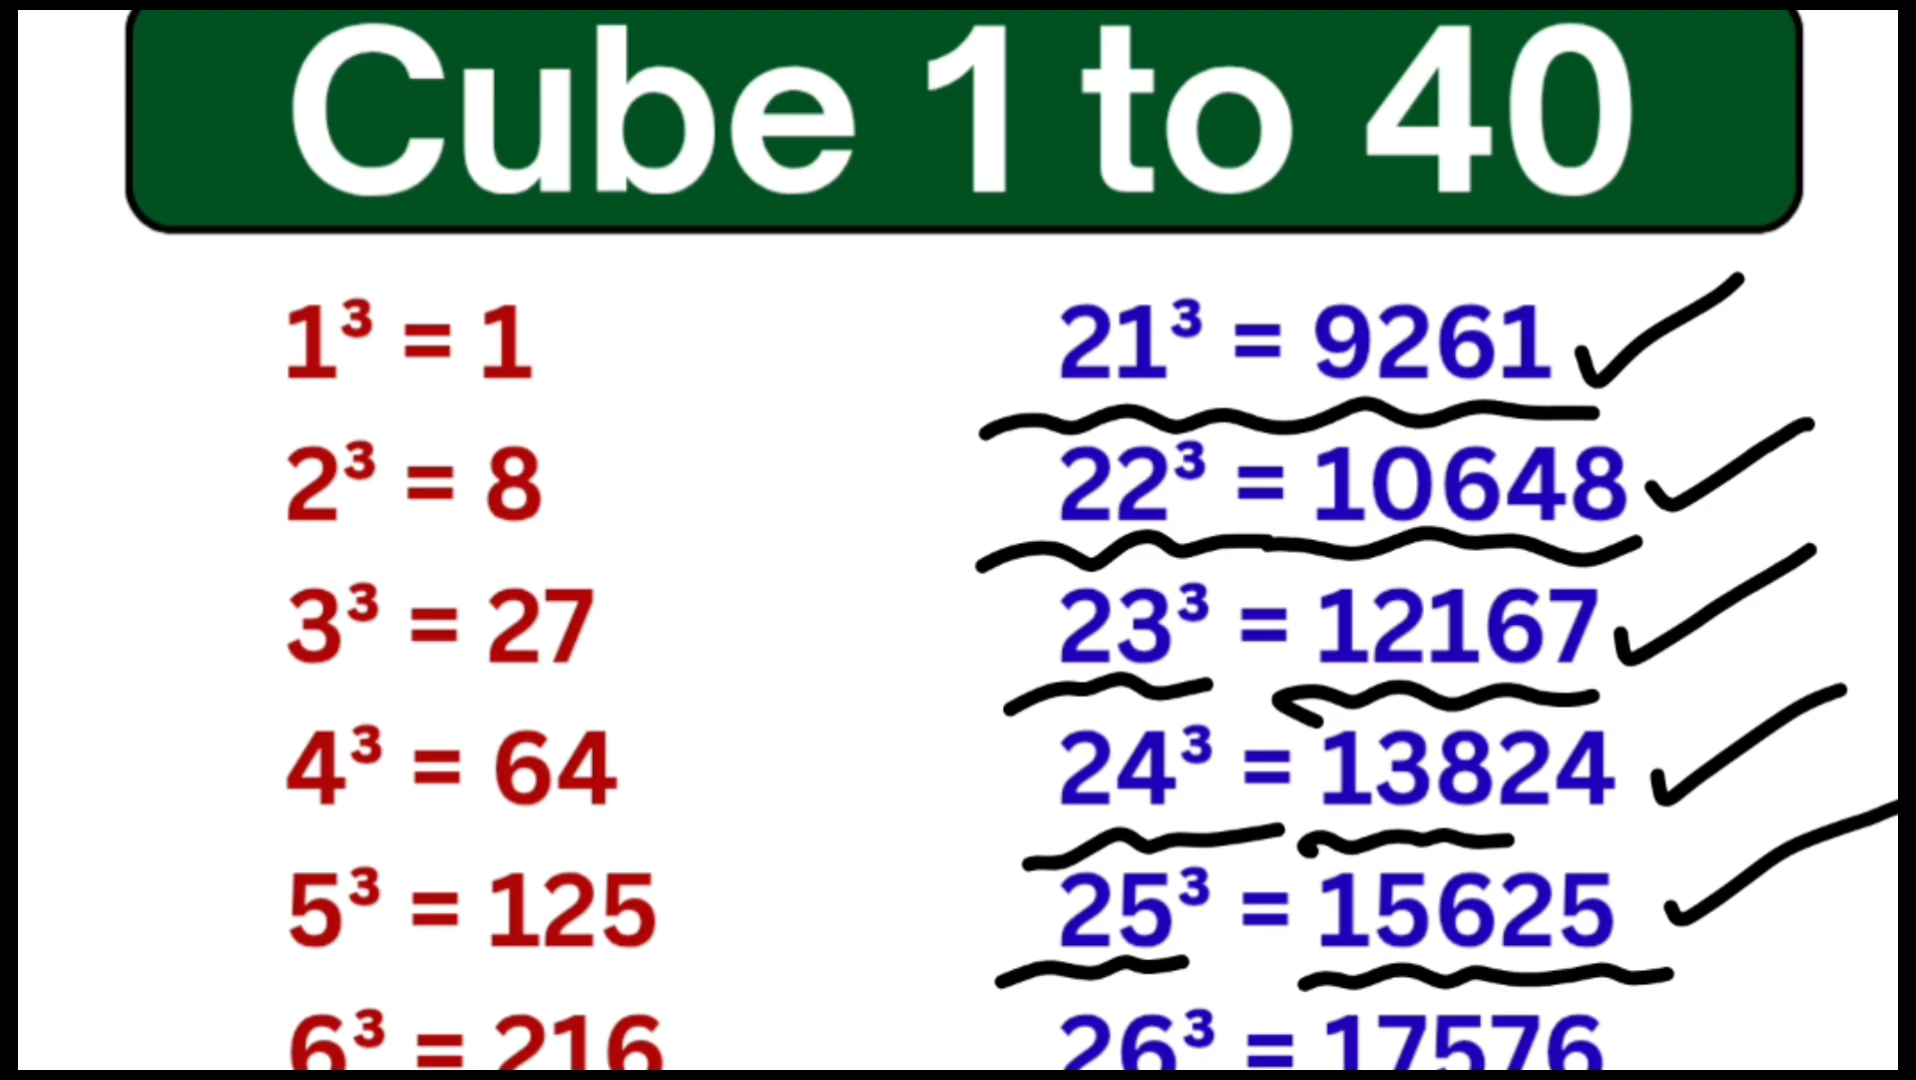 Cube 1 to 40
1³ = 1
2³ = 8
3³ = 27
4³ = 64
5³ = 125
6³ = 216
21³ = 9261
22³ = 10648
23³ = 12167
24³ = 13824
25³ = 15625
26³ = 17576